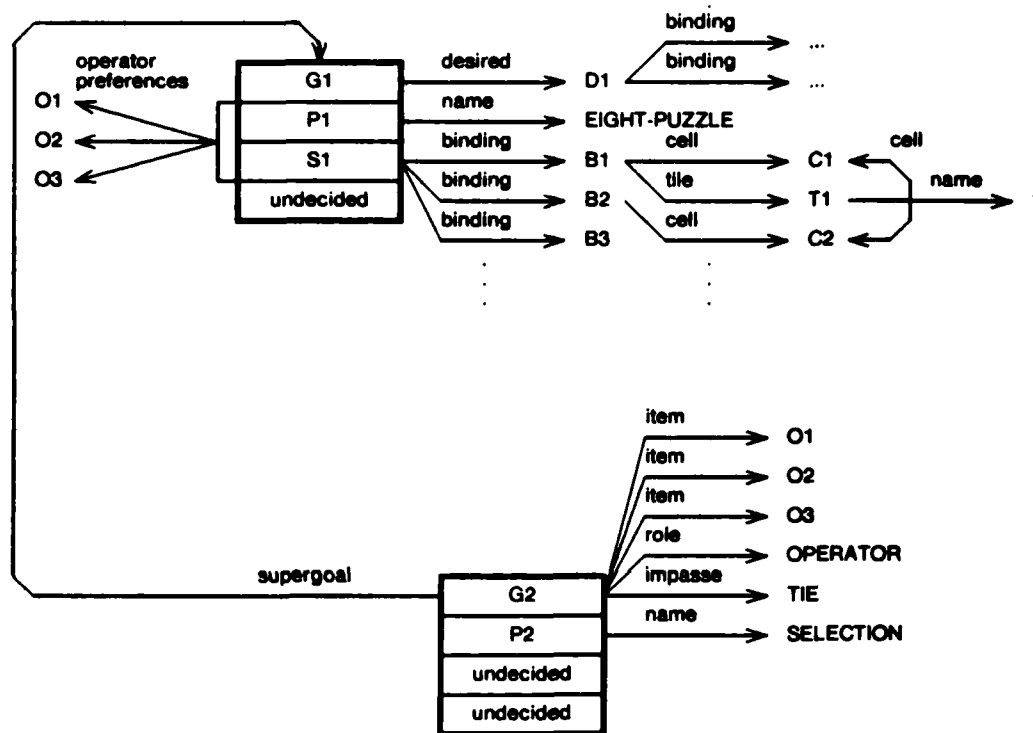 binding
...
operator
preferences
desired
binding
G1
D1
...
O1
name
P1
EIGHT-PUZZLE
O2
binding
cell
cell
S1
B1
C1
name
O3
binding
tile
undecided
B2
T1
binding
cell
B3
C2
item
O1
item
O2
item
O3
role
OPERATOR
supergoal
impasse
G2
TIE
name
P2
SELECTION
undecided
undecided